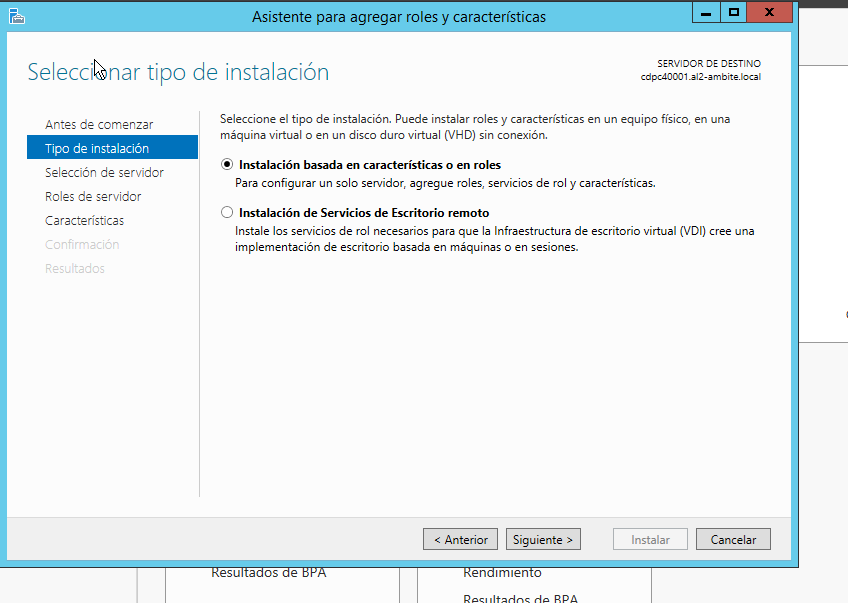 Asistente para agregar roles y características
Seleccionar tipo de instalación
SERVIDOR DE DESTINO
cdpc40001.al2-ambite.local
Antes de comenzar
Tipo de instalación
Selección de servidor
Roles de servidor
Características
Confirmación
Resultados
Seleccione el tipo de instalación. Puede instalar roles y características en un equipo físico, en una
máquina virtual o en un disco duro virtual (VHD) sin conexión.
Instalación basada en características o en roles
Para configurar un solo servidor, agregue roles, servicios de rol y características.
Instalación de Servicios de Escritorio remoto
Instale los servicios de rol necesarios para que la Infraestructura de escritorio virtual (VDI) cree una
implementación de escritorio basada en máquinas o en sesiones.
< Anterior
Siguiente >
Instalar
Cancelar
Resultados de BPA
Rendimiento
Resultados de BPA